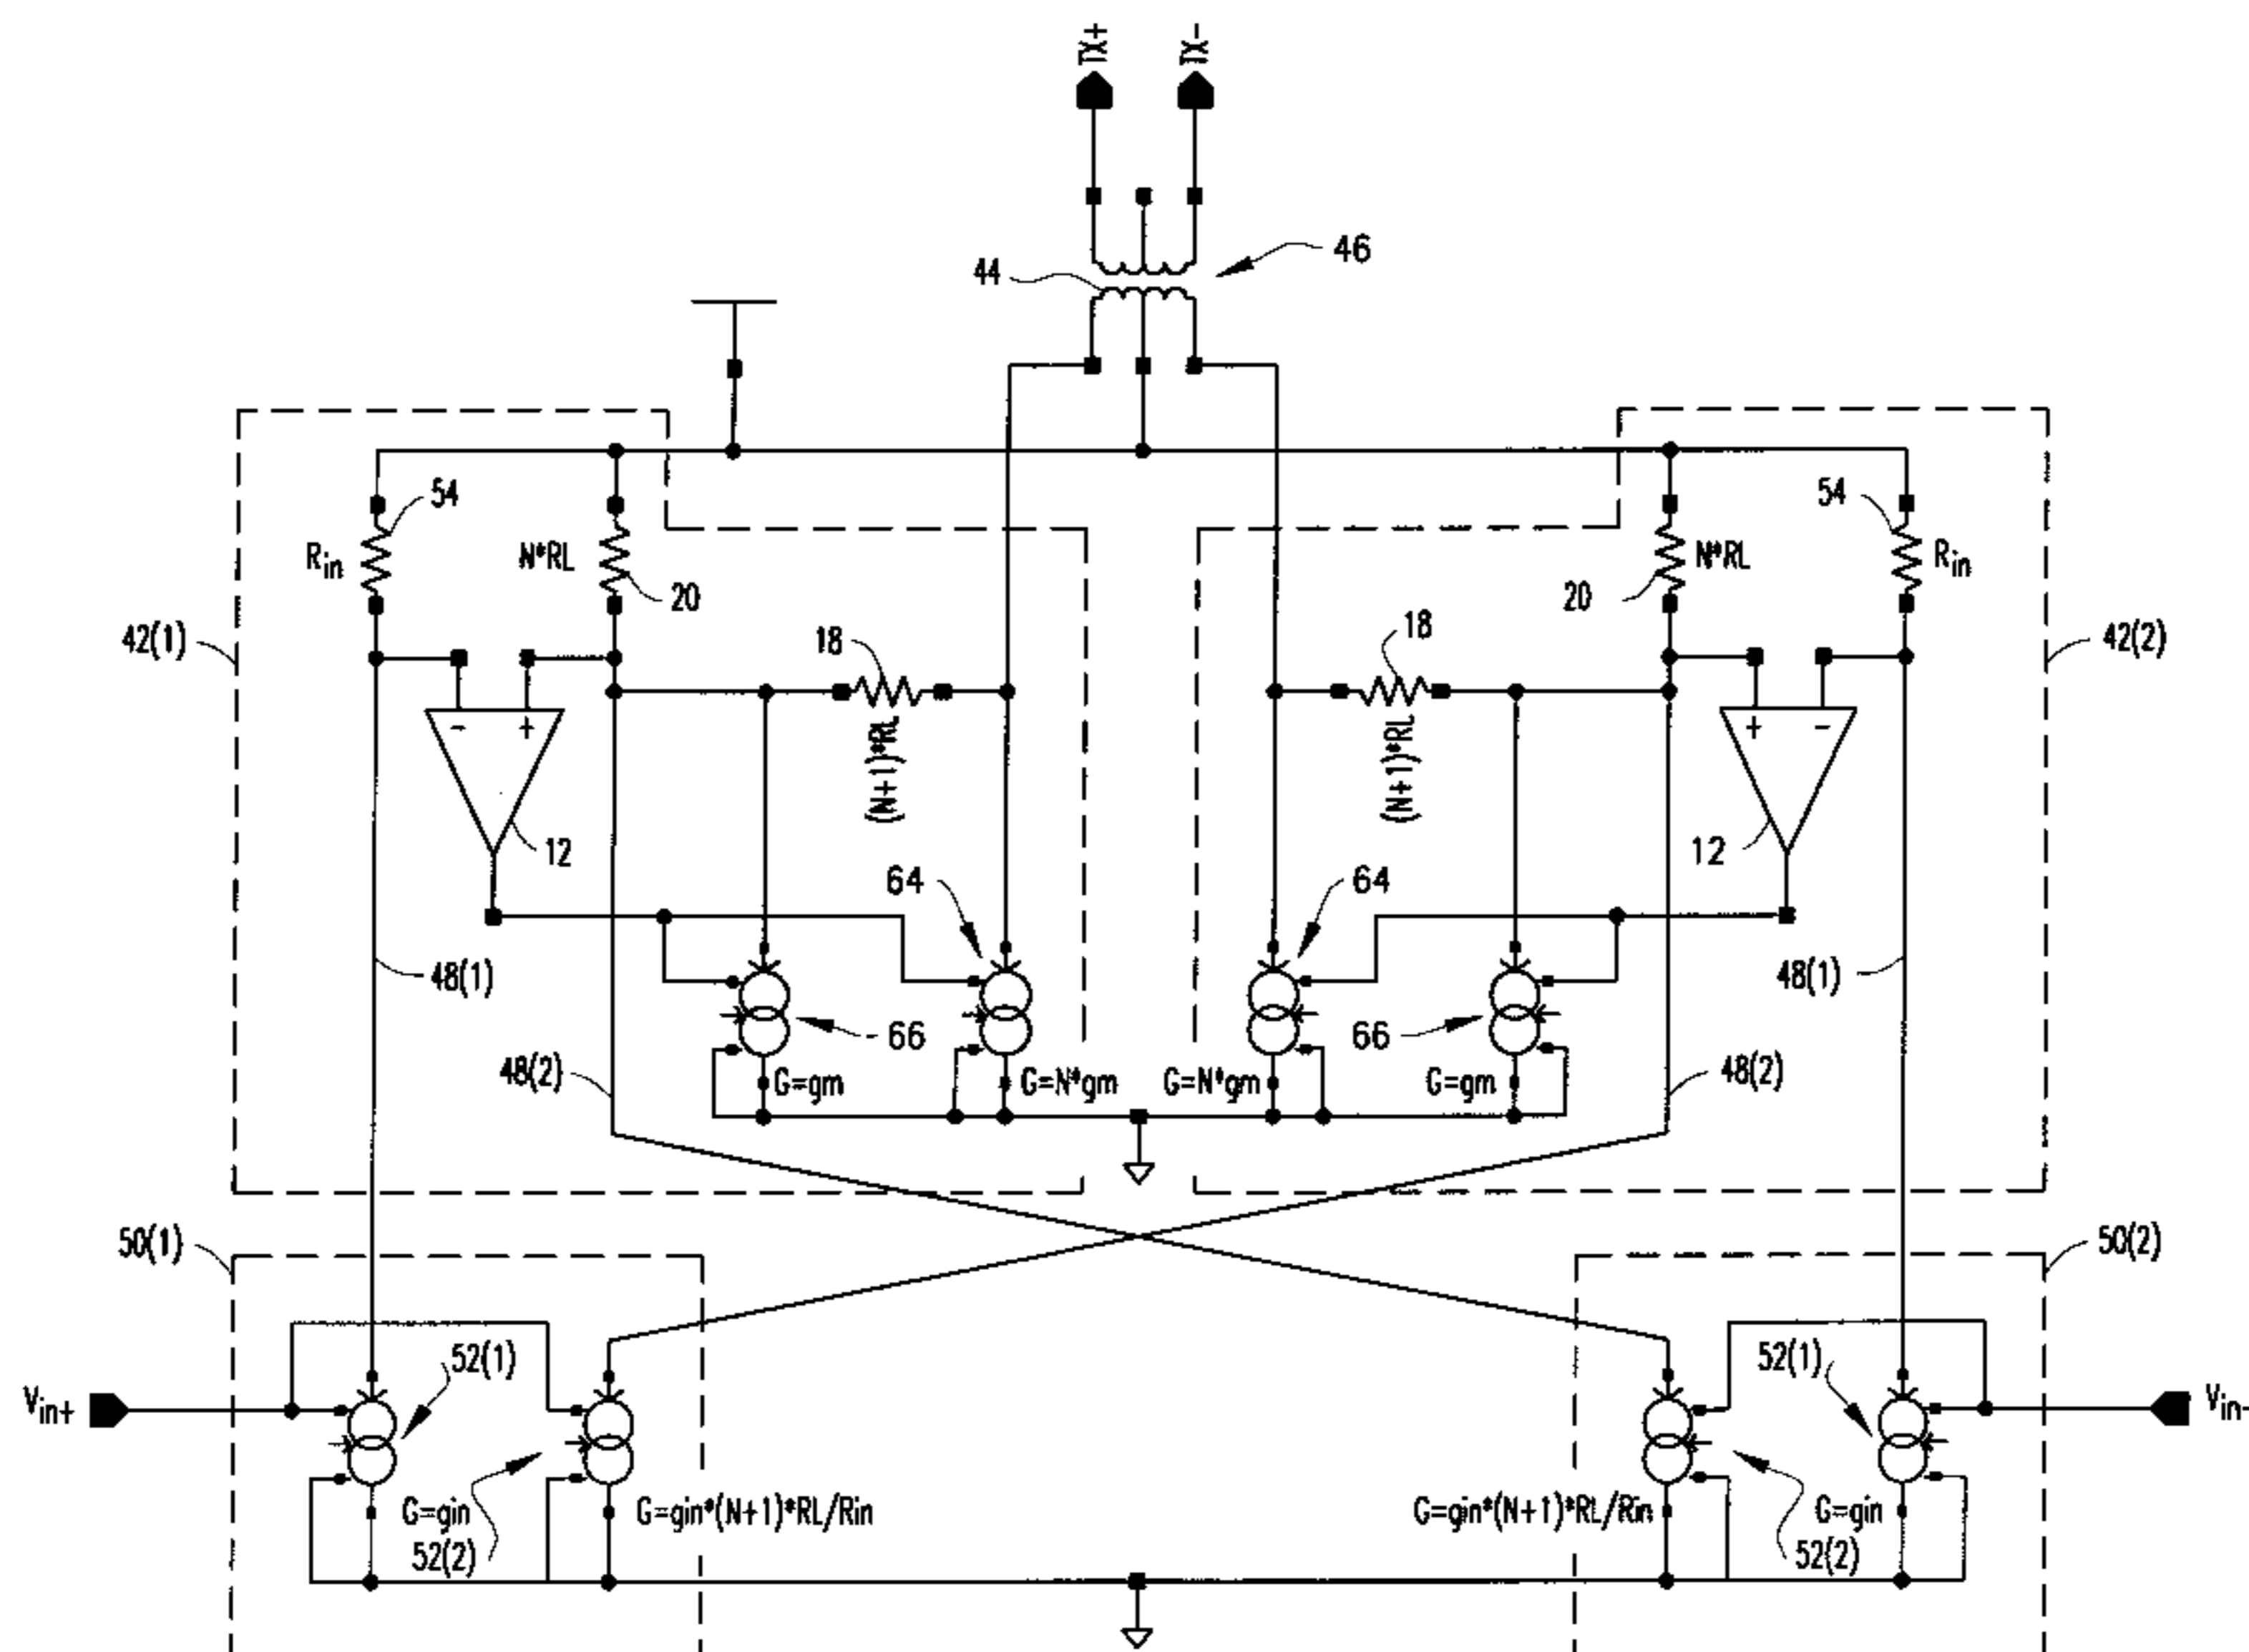 TX+
TX-
46
44
54
54
Rin
N*RL
N*RL
Rin
20
20
42(1)
18
18
42(2)
(N+1)*RL
(N+1)*RL
-
+
+
-
12
12
64
64
48(1)
48(1)
66
66
48(2)
48(2)
G=gm
G=N*gm
G=N*gm
G=gm
50(1)
50(2)
52(1)
52(1)
Vin+
Vin-
G=gin
G=gin*(N+1)*RL/Rin
G=gin*(N+1)*RL/Rin
G=gin
52(2)
52(2)